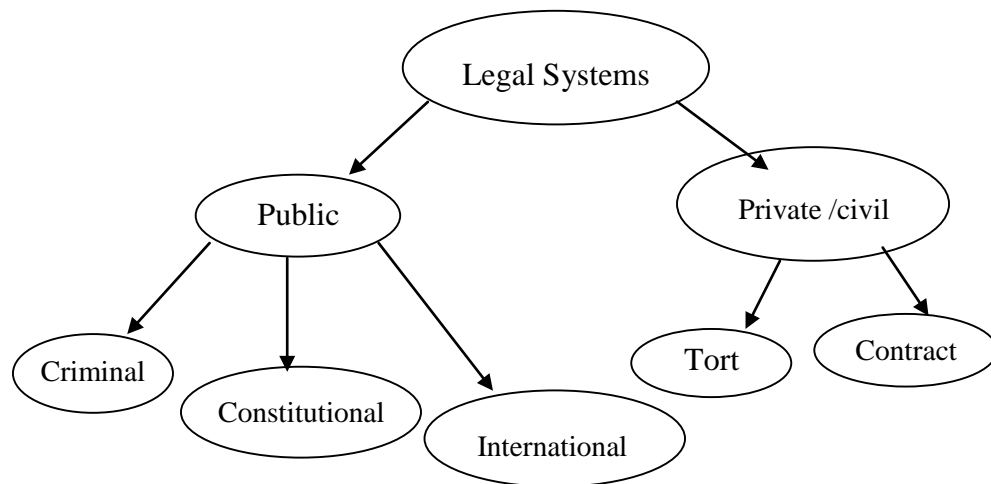 Legal Systems
Public
Private /civil
Criminal
Constitutional
International
Tort
Contract